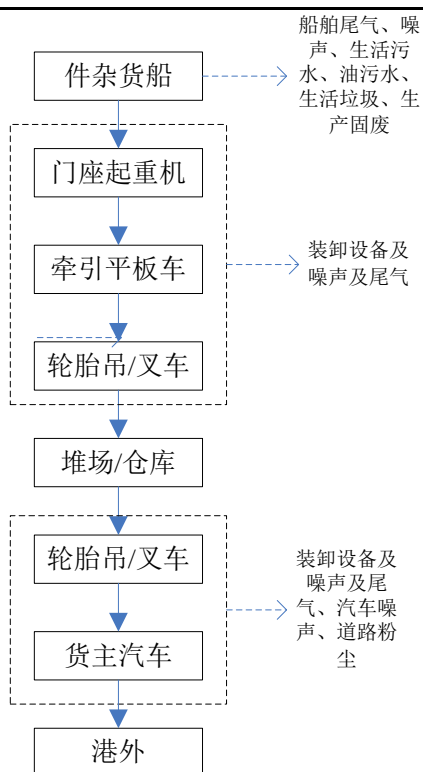 船舶尾气、噪
声、生活污
水、油污水、
生活垃圾、生
产固废
件杂货船
门座起重机
牵引平板车
装卸设备及
噪声及尾气
轮胎吊/叉车
堆场/仓库
轮胎吊/叉车
装卸设备及
噪声及尾
气、汽车噪
声、道路粉
尘
货主汽车
港外